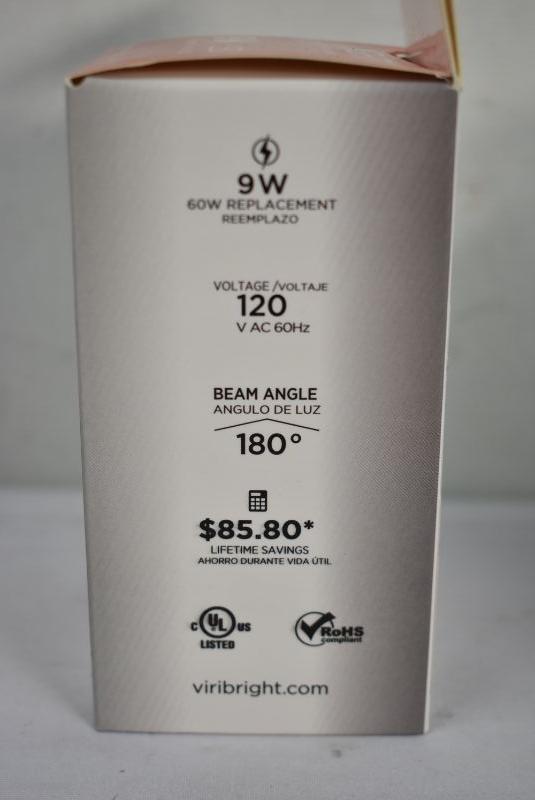 9W
60W REPLACEMENT
REEMPLAZO
VOLTAGE /VOLTAJE
120
V AC 60Hz
BEAM ANGLE
ANGULO DE LUZ
180°
$85.80*
LIFETIME SAVINGS
AHORRO DURANTE VIDA ÚTIL
C UL US
LISTED
RoHS
compliant
viribright.com